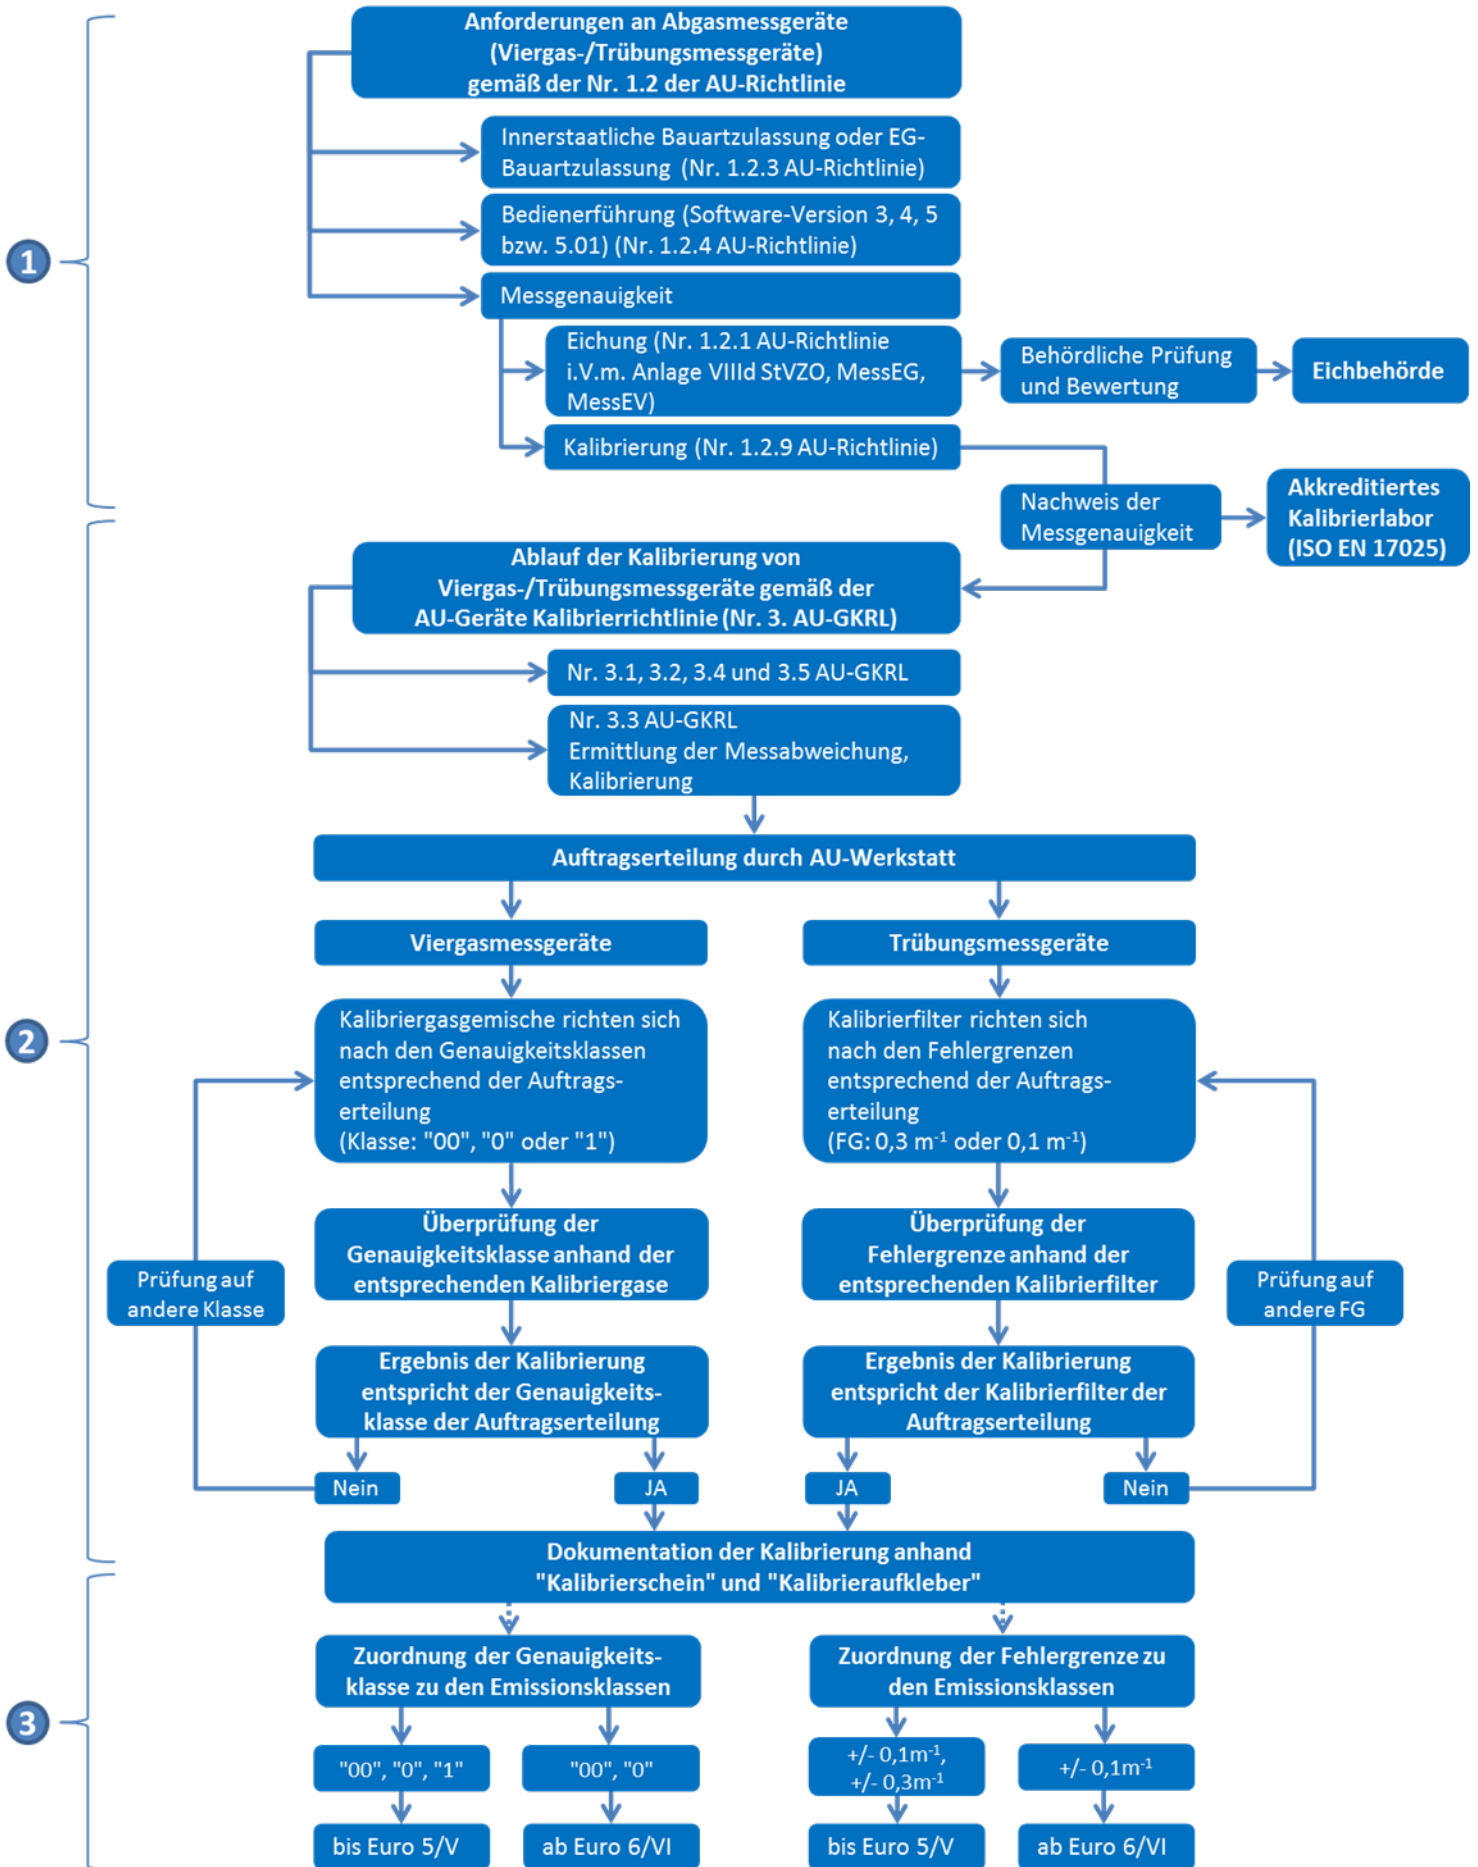 Anforderungen an Abgasmessgeräte
(Viergas-/Trübungsmessgeräte)
gemäß der Nr. 1.2 der AU-Richtlinie
Innerstaatliche Bauartzulassung oder EG-
Bauartzulassung (Nr. 1.2.3 AU-Richtlinie)
Bedienerführung (Software-Version 3, 4, 5
bzw. 5.01) (Nr. 1.2.4 AU-Richtlinie)
1
Messgenauigkeit
Eichung (Nr. 1.2.1 AU-Richtlinie
i.V.m. Anlage VIIId StVZO, MessEG,
MessEV)
Behördliche Prüfung
und Bewertung
Eichbehörde
Kalibrierung (Nr. 1.2.9 AU-Richtlinie)
Nachweis der
Messgenauigkeit
Akkreditiertes
Kalibrierlabor
(ISO EN 17025)
Ablauf der Kalibrierung von
Viergas-/Trübungsmessgeräte gemäß der
AU-Geräte Kalibrierrichtlinie (Nr. 3. AU-GKRL)
Nr. 3.1, 3.2, 3.4 und 3.5 AU-GKRL
Nr. 3.3 AU-GKRL
Ermittlung der Messabweichung,
Kalibrierung
Auftragserteilung durch AU-Werkstatt
Viergasmessgeräte
Trübungsmessgeräte
2
Kalibriergasgemische richten sich
nach den Genauigkeitsklassen
entsprechend der Auftrags-
erteilung
(Klasse: "00", "0" oder "1")
Kalibrierfilter richten sich
nach den Fehlergrenzen
entsprechend der Auftrags-
erteilung
(FG: 0,3 m⁻¹ oder 0,1 m⁻¹)
Überprüfung der
Genauigkeitsklasse anhand der
entsprechenden Kalibriergase
Überprüfung der
Fehlergrenze anhand der
entsprechenden Kalibrierfilter
Prüfung auf
andere Klasse
Prüfung auf
andere FG
Ergebnis der Kalibrierung
entspricht der Genauigkeits-
klasse der Auftragserteilung
Ergebnis der Kalibrierung
entspricht der Kalibrierfilter der
Auftragserteilung
Nein
JA
JA
Nein
Dokumentation der Kalibrierung anhand
"Kalibrierschein" und "Kalibrieraufkleber"
3
Zuordnung der Genauigkeits-
klasse zu den Emissionsklassen
Zuordnung der Fehlergrenze zu
den Emissionsklassen
"00", "0", "1"
"00", "0"
+/- 0,1m⁻¹,
+/- 0,3m⁻¹
+/- 0,1m⁻¹
bis Euro 5/V
ab Euro 6/VI
bis Euro 5/V
ab Euro 6/VI